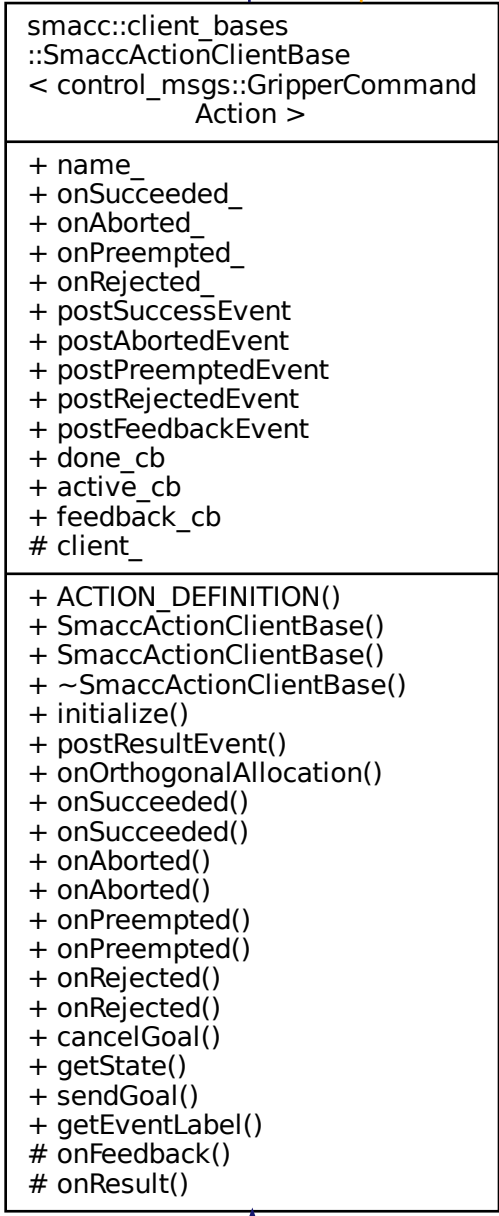 smacc::client_bases
::SmaccActionClientBase
< control_msgs::GripperCommand
Action >
+ name_
+ onSucceeded_
+ onAborted_
+ onPreempted_
+ onRejected_
+ postSuccessEvent
+ postAbortedEvent
+ postPreemptedEvent
+ postRejectedEvent
+ postFeedbackEvent
+ done_cb
+ active_cb
+ feedback_cb
# client_
+ ACTION_DEFINITION()
+ SmaccActionClientBase()
+ SmaccActionClientBase()
+ ~SmaccActionClientBase()
+ initialize()
+ postResultEvent()
+ onOrthogonalAllocation()
+ onSucceeded()
+ onSucceeded()
+ onAborted()
+ onAborted()
+ onPreempted()
+ onPreempted()
+ onRejected()
+ onRejected()
+ cancelGoal()
+ getState()
+ sendGoal()
+ getEventLabel()
# onFeedback()
# onResult()